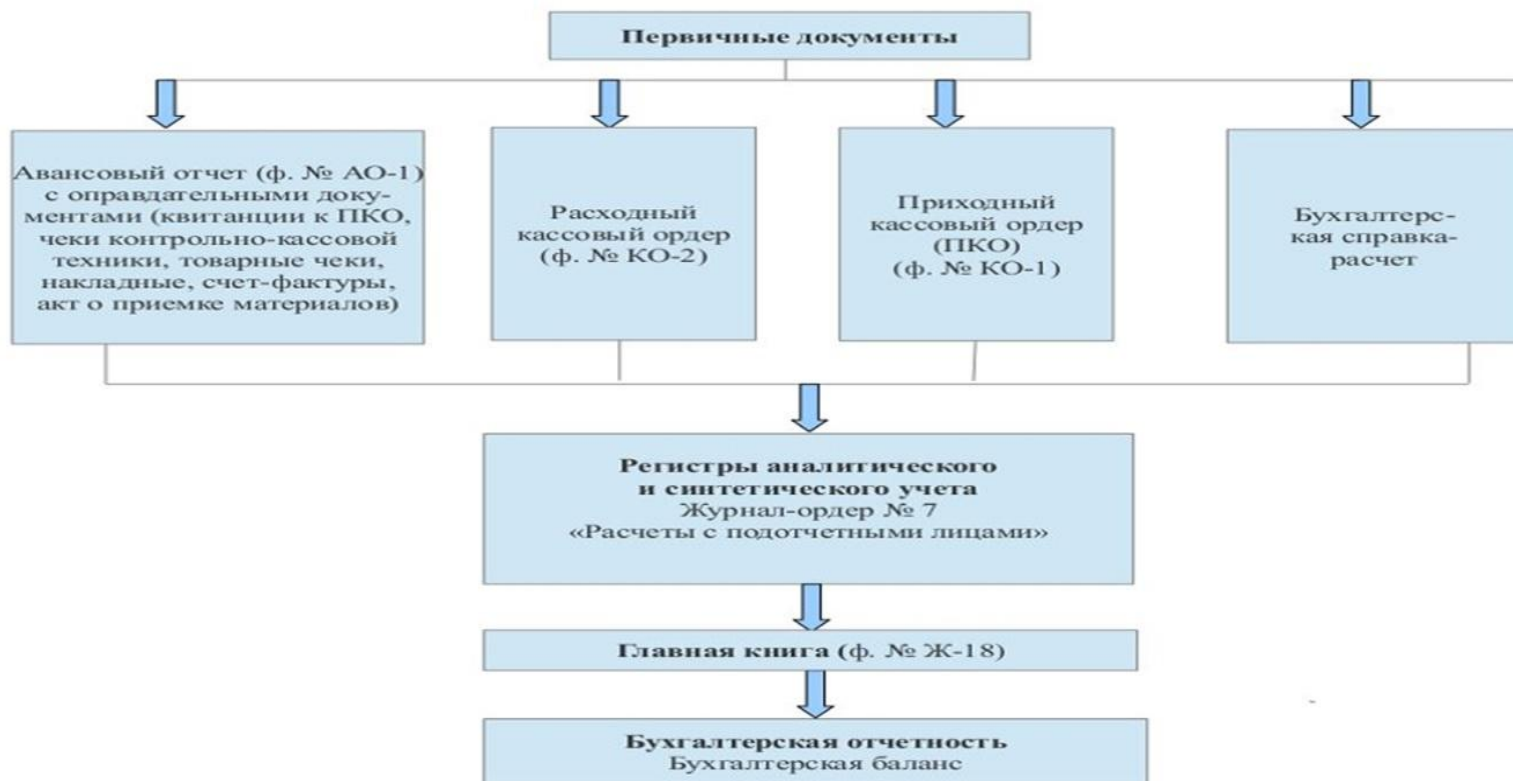 Первичные документы
Авансовый отчет (ф. № АО-1)
с оправдательными доку-
ментами (квитанции к ПКО,
чеки контрольно-кассовой
техники, товарные чеки,
накладные, счет-фактуры,
акт о приемке материалов)
Расходный
кассовый ордер
(ф. № КО-2)
Приходный
кассовый ордер
(ПКО)
(ф. № КО-1)
Бухгалтерс-
кая справка-
расчет
Регистры аналитического
и синтетического учета
Журнал-ордер № 7
«Расчеты с подотчетными лицами»
Главная книга (ф. № Ж-18)
Бухгалтерская отчетность
Бухгалтерская баланс